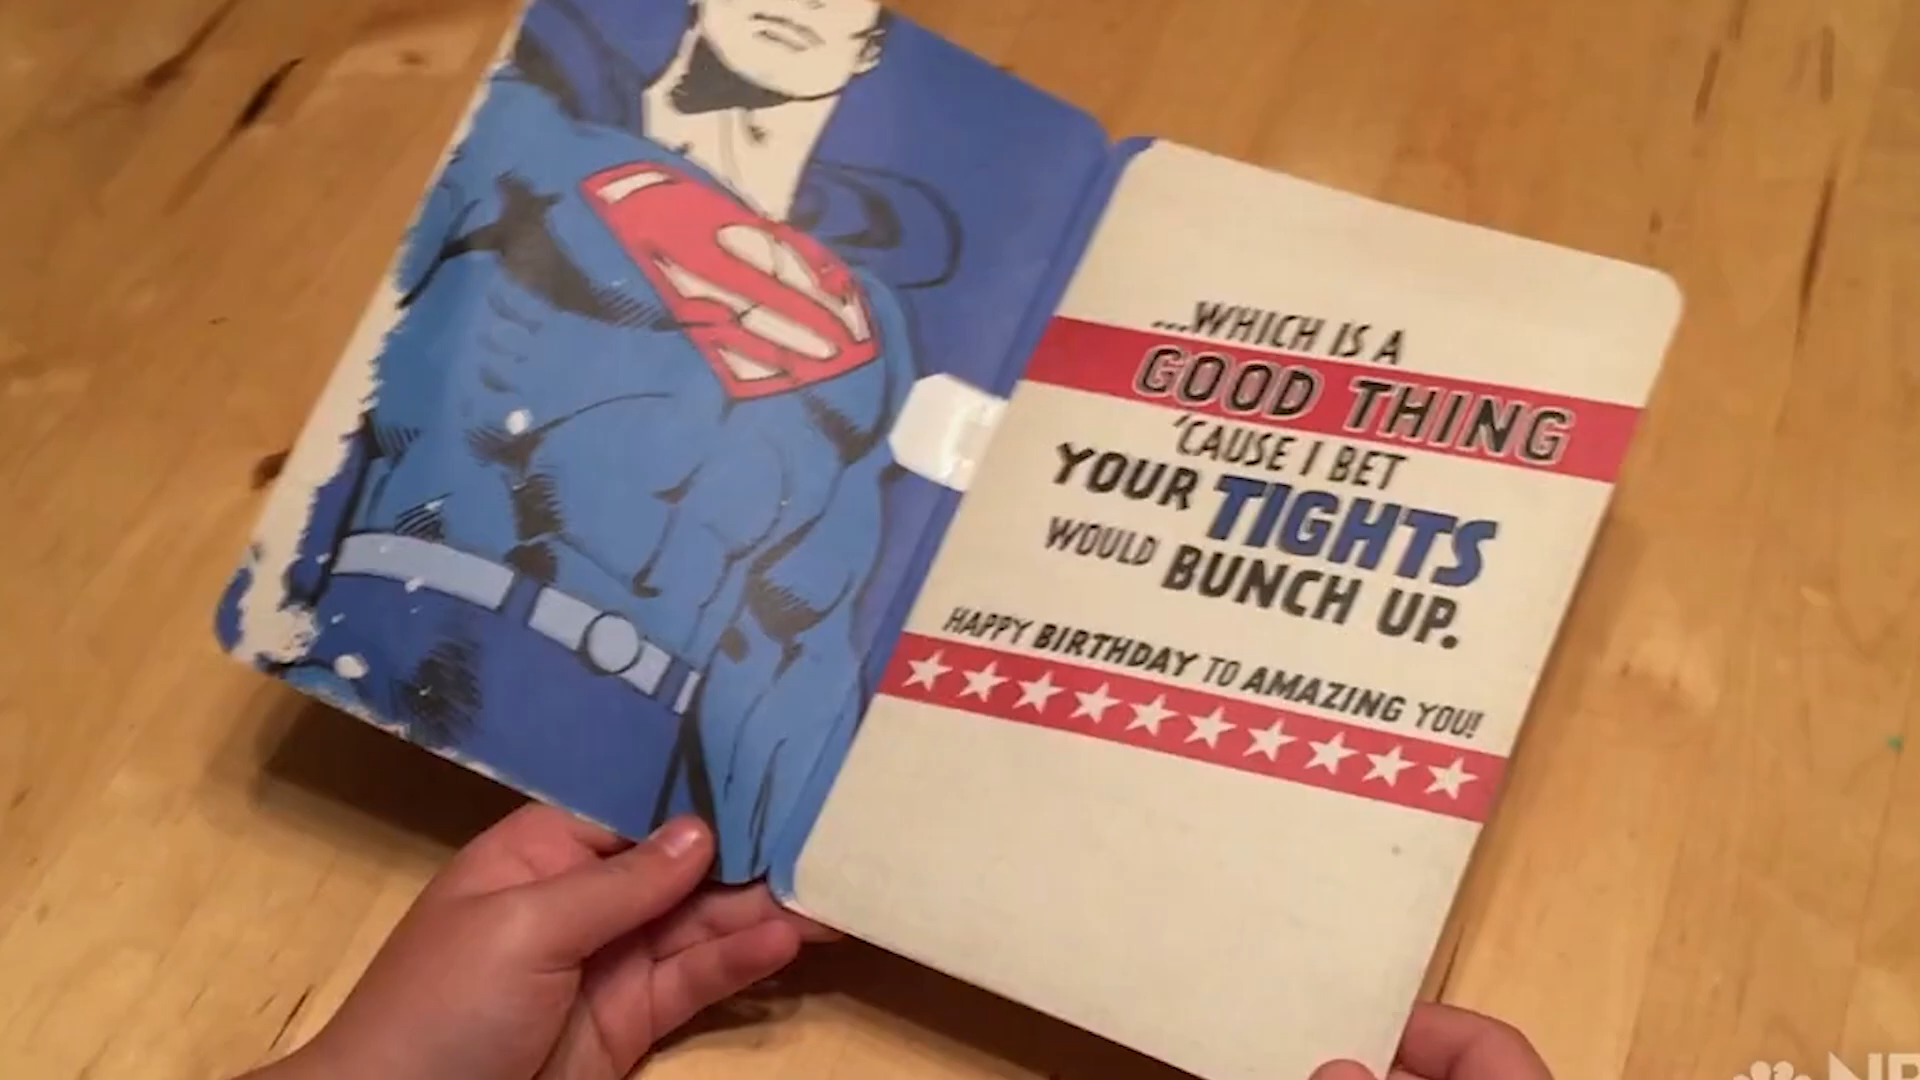 ...WHICH IS A
GOOD THING
'CAUSE I BET
YOUR TIGHTS
WOULD BUNCH UP.
HAPPY BIRTHDAY TO AMAZING YOU!